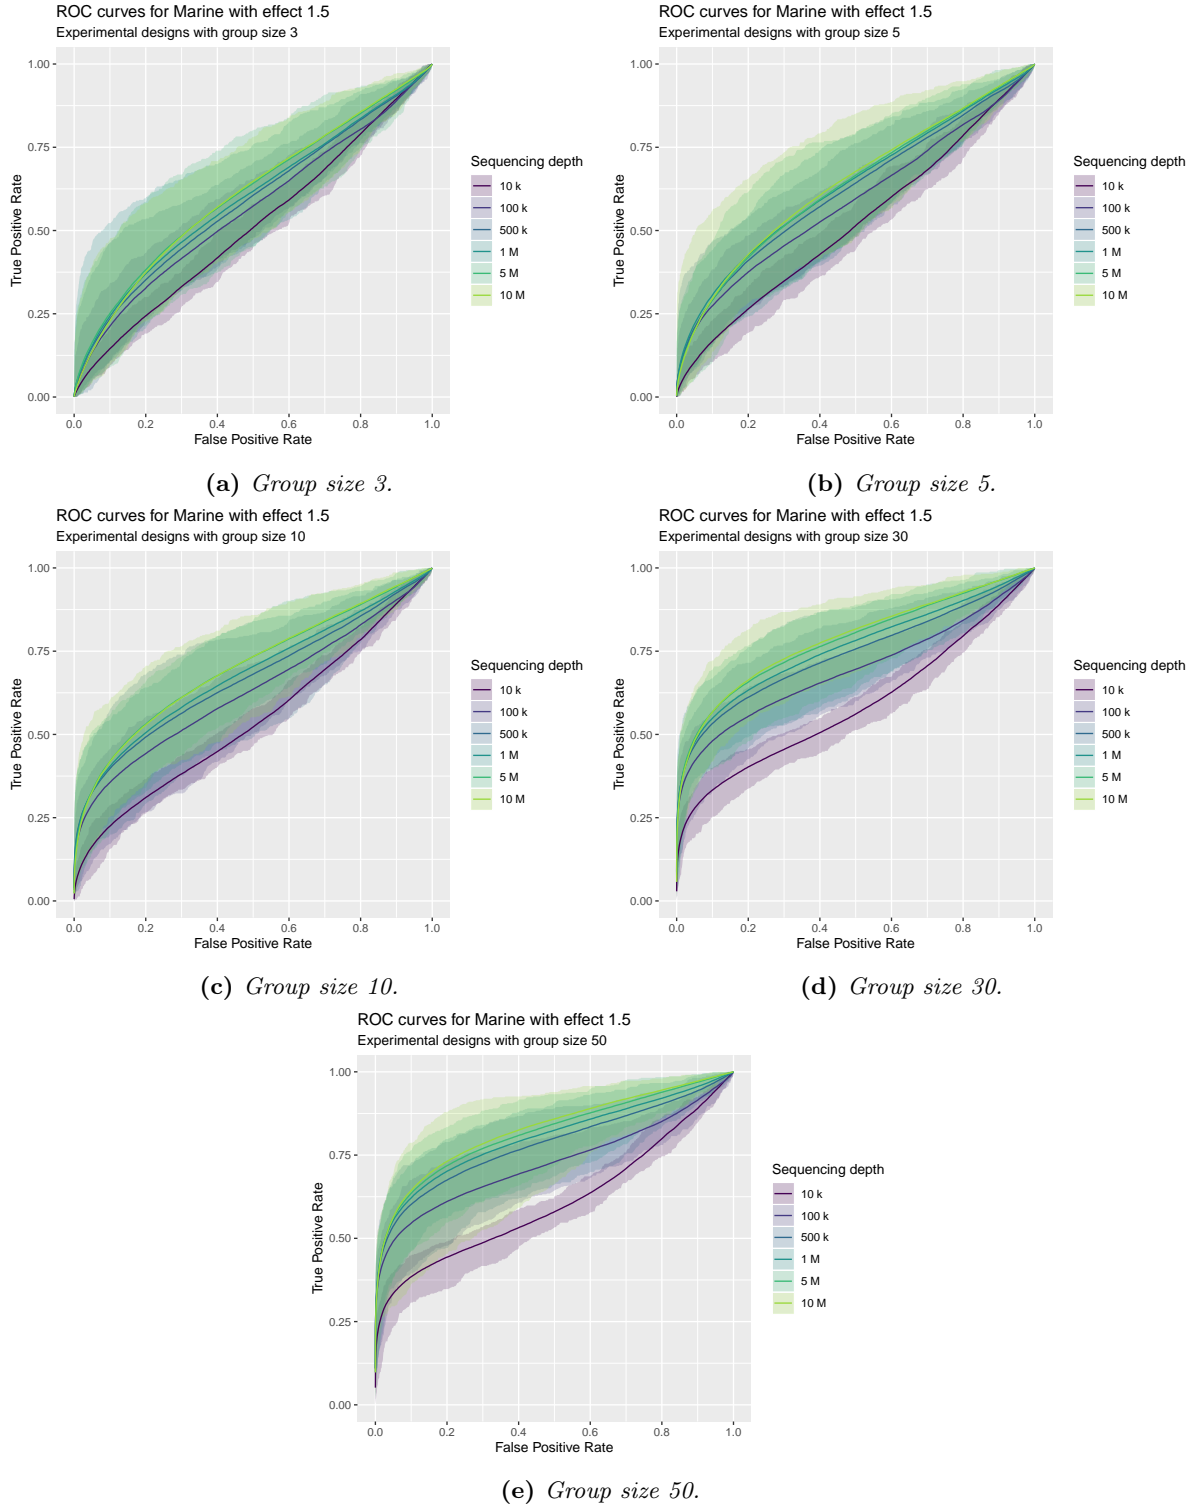 ROC curves for Marine with effect 1.5
Experimental designs with group size 3
True Positive Rate
1.00
0.75
0.50
0.25
0.00
0.0 0.2 0.4 0.6 0.8 1.0
False Positive Rate
Sequencing depth
10 k
100 k
500 k
1 M
5 M
10 M
(a) Group size 3.
ROC curves for Marine with effect 1.5
Experimental designs with group size 5
True Positive Rate
1.00
0.75
0.50
0.25
0.00
0.0 0.2 0.4 0.6 0.8 1.0
False Positive Rate
Sequencing depth
10 k
100 k
500 k
1 M
5 M
10 M
(b) Group size 5.
ROC curves for Marine with effect 1.5
Experimental designs with group size 10
True Positive Rate
1.00
0.75
0.50
0.25
0.00
0.0 0.2 0.4 0.6 0.8 1.0
False Positive Rate
Sequencing depth
10 k
100 k
500 k
1 M
5 M
10 M
(c) Group size 10.
ROC curves for Marine with effect 1.5
Experimental designs with group size 30
True Positive Rate
1.00
0.75
0.50
0.25
0.00
0.0 0.2 0.4 0.6 0.8 1.0
False Positive Rate
Sequencing depth
10 k
100 k
500 k
1 M
5 M
10 M
(d) Group size 30.
ROC curves for Marine with effect 1.5
Experimental designs with group size 50
True Positive Rate
1.00
0.75
0.50
0.25
0.00
0.0 0.2 0.4 0.6 0.8 1.0
False Positive Rate
Sequencing depth
10 k
100 k
500 k
1 M
5 M
10 M
(e) Group size 50.